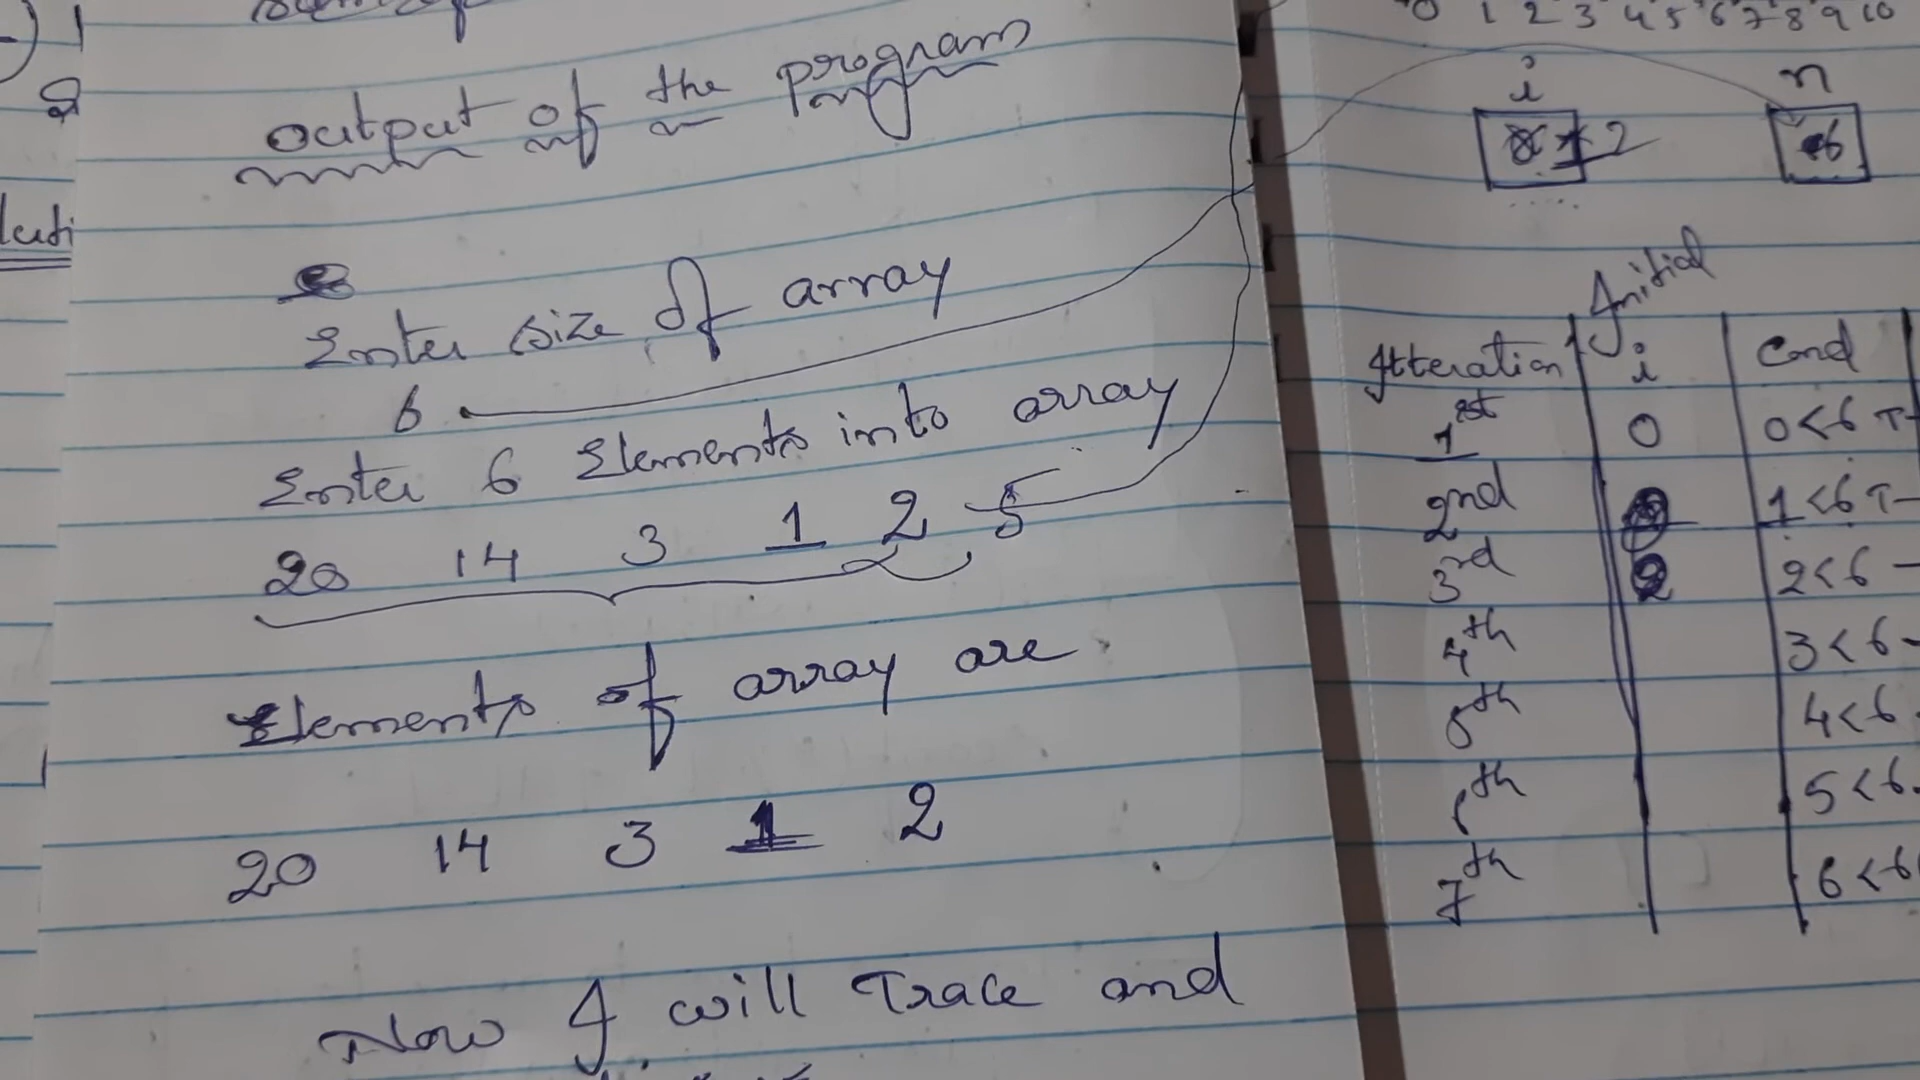 output of the program
Enter size of array
6
Enter 6 Elements into array
20 14 3 1 2 5
Elements of array are
20 14 3 1 2
Now I will Trace and
0 1 2 3 4 5 6 7 8 9 10
i n
2 6
Initial
Itteration i Cond
1st 0 0<6 T
2nd 1<6 T
3rd 2 2<6
4th 3<6
5th 4<6
6th 5<6
7th 6<6